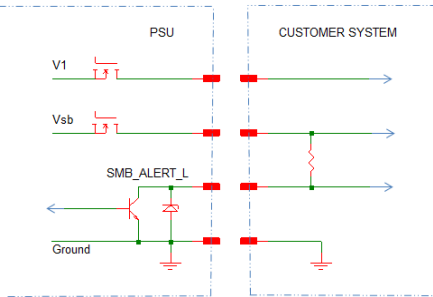 PSU
CUSTOMER SYSTEM
V1
Vsb
SMB_ALERT_L
Ground